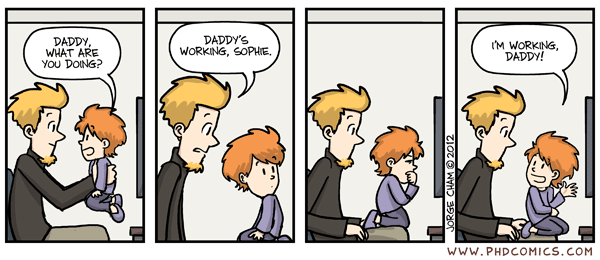 DADDY,
WHAT ARE
YOU DOING?
DADDY'S
WORKING, SOPHIE.
I'M WORKING,
DADDY!
JORGE CHAM © 2012
WWW.PHDCOMICS.COM